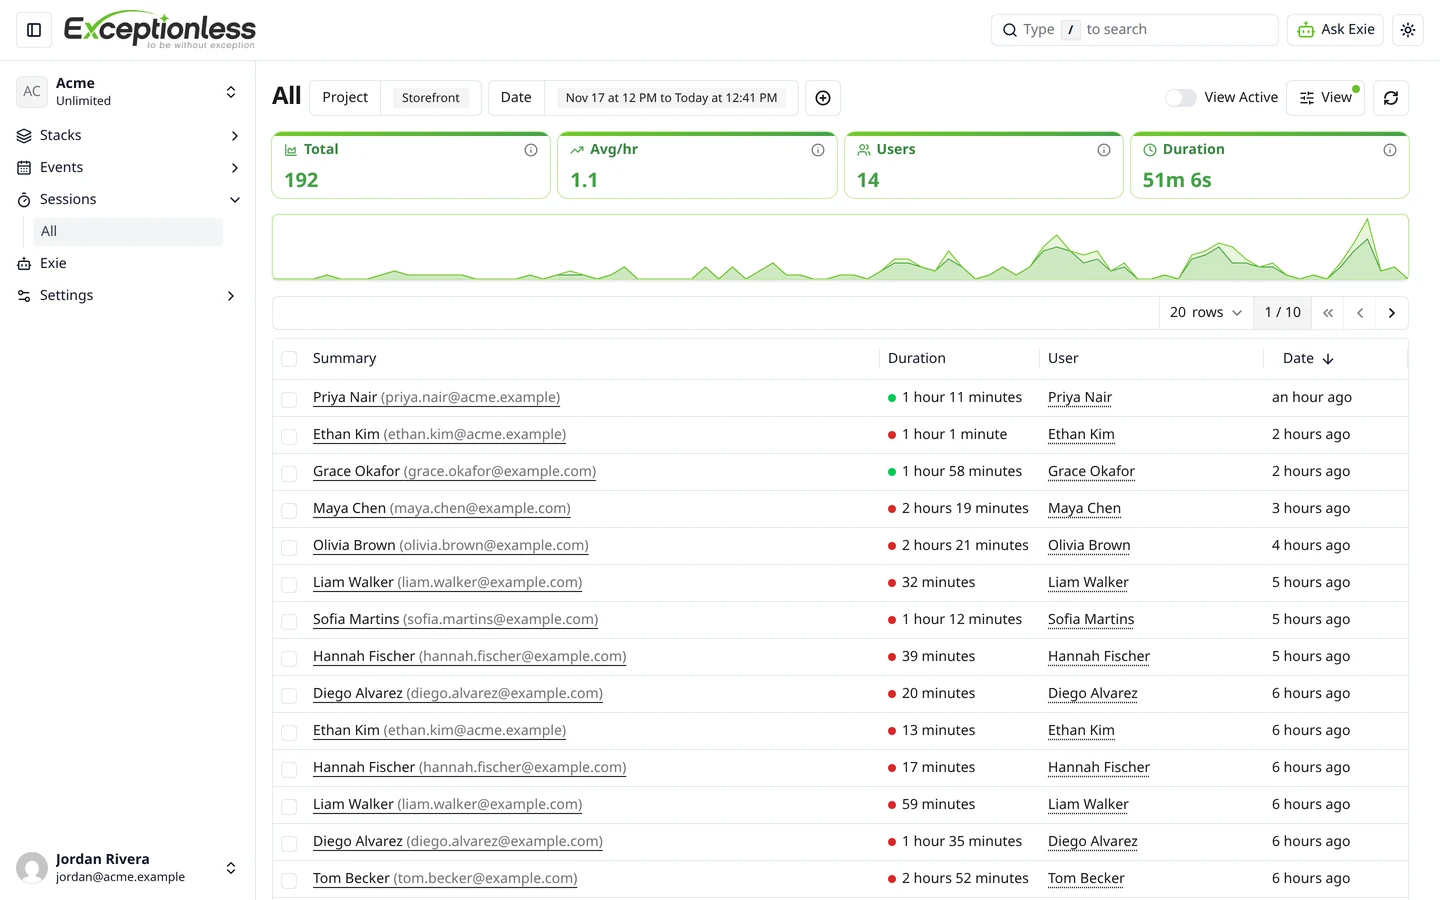 Exceptionless
to be without exception
Type / to search
Ask Exie
AC
Acme
Unlimited
Stacks
Events
Sessions
All
Exie
Settings
Jordan Rivera
jordan@acme.example
All
Project Storefront
Date Nov 17 at 12 PM to Today at 12:41 PM
View Active
View
Total
192
Avg/hr
1.1
Users
14
Duration
51m 6s
20 rows
1 / 10
Summary Duration User Date
Priya Nair (priya.nair@acme.example) 1 hour 11 minutes Priya Nair an hour ago
Ethan Kim (ethan.kim@acme.example) 1 hour 1 minute Ethan Kim 2 hours ago
Grace Okafor (grace.okafor@example.com) 1 hour 58 minutes Grace Okafor 2 hours ago
Maya Chen (maya.chen@example.com) 2 hours 19 minutes Maya Chen 3 hours ago
Olivia Brown (olivia.brown@example.com) 2 hours 21 minutes Olivia Brown 4 hours ago
Liam Walker (liam.walker@example.com) 32 minutes Liam Walker 5 hours ago
Sofia Martins (sofia.martins@example.com) 1 hour 12 minutes Sofia Martins 5 hours ago
Hannah Fischer (hannah.fischer@example.com) 39 minutes Hannah Fischer 5 hours ago
Diego Alvarez (diego.alvarez@example.com) 20 minutes Diego Alvarez 6 hours ago
Ethan Kim (ethan.kim@acme.example) 13 minutes Ethan Kim 6 hours ago
Hannah Fischer (hannah.fischer@example.com) 17 minutes Hannah Fischer 6 hours ago
Liam Walker (liam.walker@example.com) 59 minutes Liam Walker 6 hours ago
Diego Alvarez (diego.alvarez@example.com) 1 hour 35 minutes Diego Alvarez 6 hours ago
Tom Becker (tom.becker@example.com) 2 hours 52 minutes Tom Becker 6 hours ago